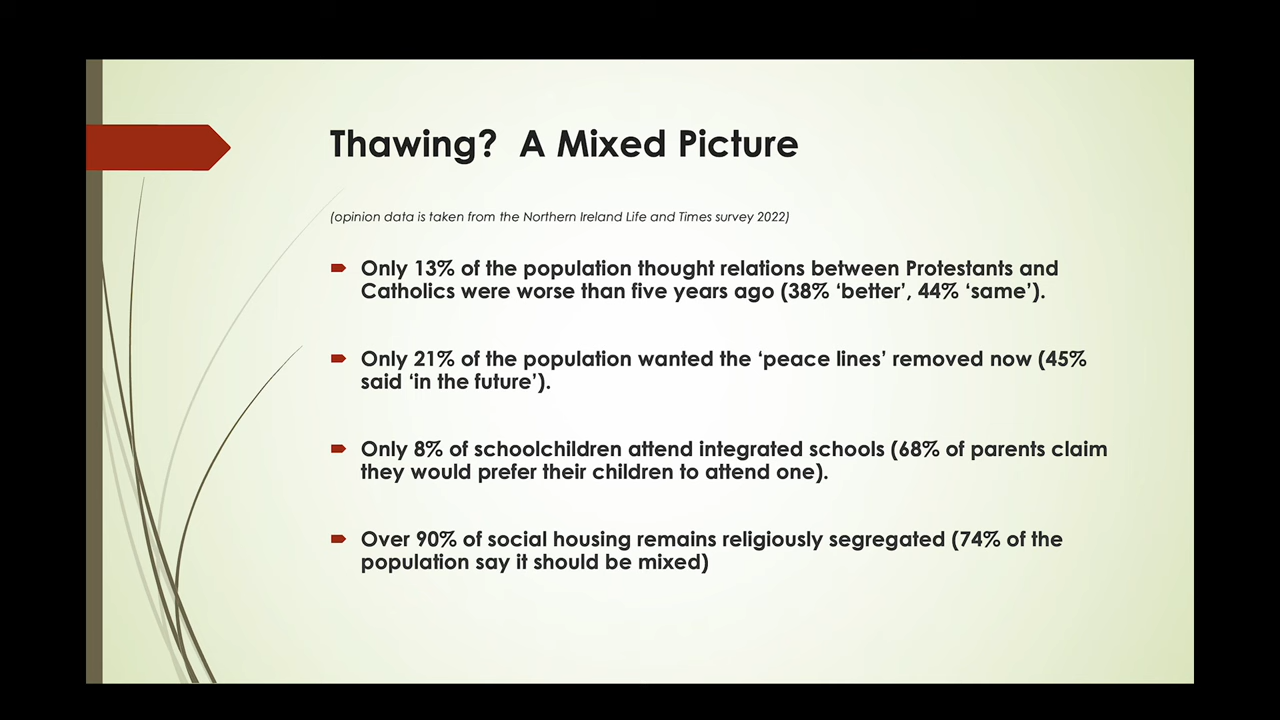 Thawing? A Mixed Picture
(opinion data is taken from the Northern Ireland Life and Times survey 2022)
Only 13% of the population thought relations between Protestants and
Catholics were worse than five years ago (38% ‘better’, 44% ‘same’).
Only 21% of the population wanted the ‘peace lines’ removed now (45%
said ‘in the future’).
Only 8% of schoolchildren attend integrated schools (68% of parents claim
they would prefer their children to attend one).
Over 90% of social housing remains religiously segregated (74% of the
population say it should be mixed)